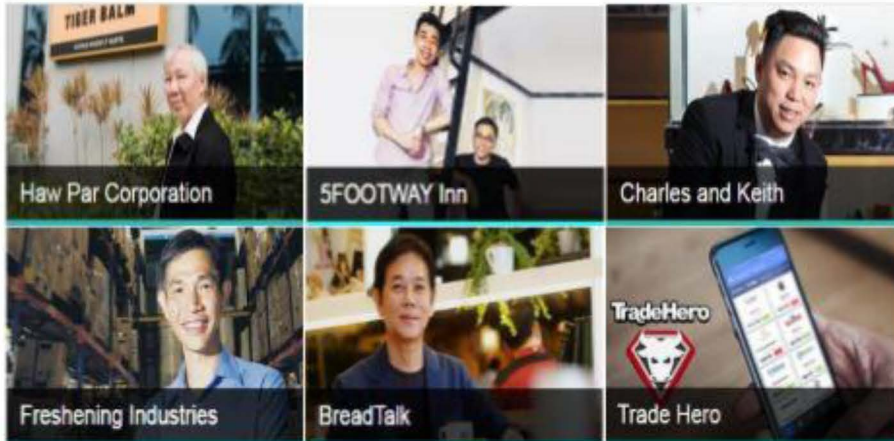 TIGER BALM
Haw Par Corporation
5FOOTWAY Inn
Charles and Keith
Freshening Industries
BreadTalk
TradeHero
Trade Hero